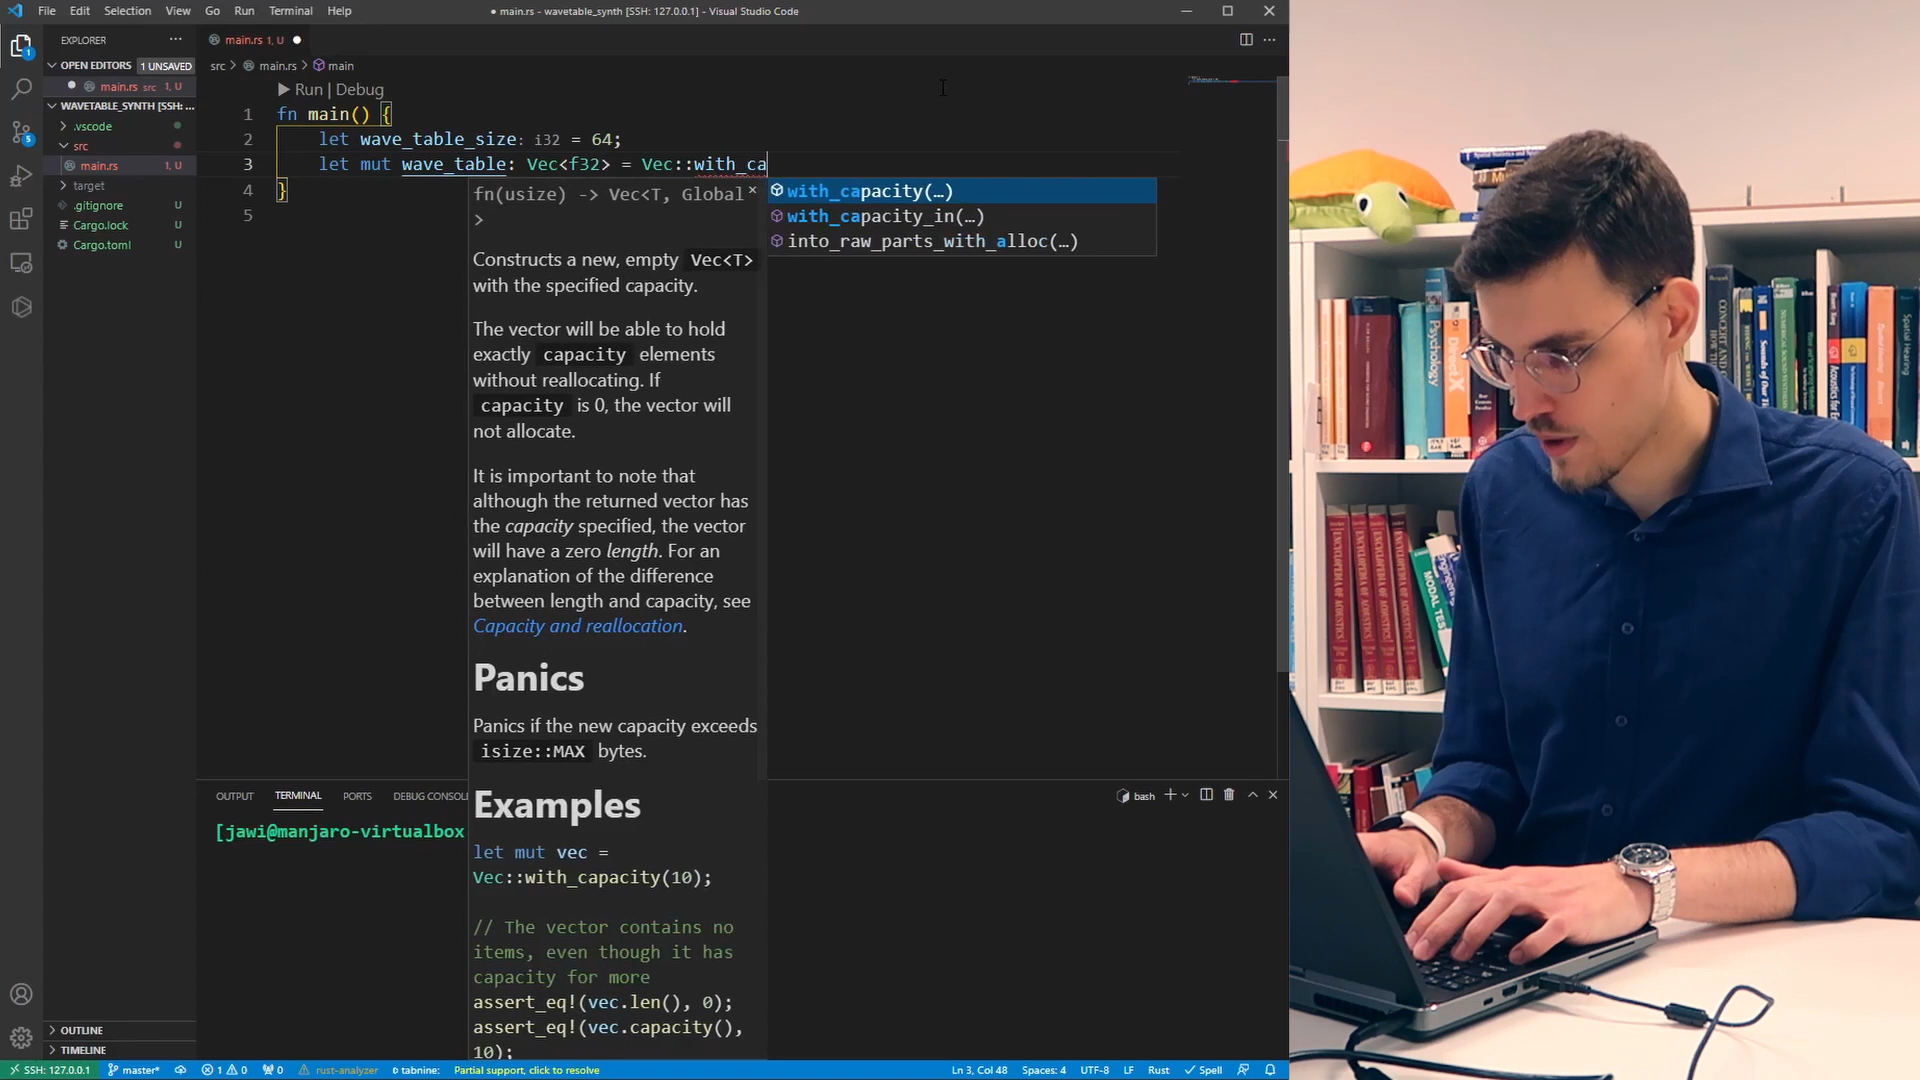 File Edit Selection View Go Run Terminal Help
● main.rs - wavetable_synth [SSH: 127.0.0.1] - Visual Studio Code
EXPLORER
OPEN EDITORS 1 UNSAVED
main.rs src 1, U
WAVETABLE_SYNTH [SSH: ...
.vscode
src
main.rs 1, U
target
.gitignore U
Cargo.lock U
Cargo.toml U
OUTLINE
TIMELINE
main.rs 1, U
src > main.rs > main
Run | Debug
1 fn main() {
2 let wave_table_size: i32 = 64;
3 let mut wave_table: Vec<f32> = Vec::with_ca
4 }
5
with_capacity(…)
with_capacity_in(…)
into_raw_parts_with_alloc(…)
fn(usize) -> Vec<T, Global
>
Constructs a new, empty Vec<T>
with the specified capacity.
The vector will be able to hold
exactly capacity elements
without reallocating. If
capacity is 0, the vector will
not allocate.
It is important to note that
although the returned vector has
the capacity specified, the vector
will have a zero length. For an
explanation of the difference
between length and capacity, see
Capacity and reallocation.
Panics
Panics if the new capacity exceeds
isize::MAX bytes.
Examples
let mut vec =
Vec::with_capacity(10);
// The vector contains no
items, even though it has
capacity for more
assert_eq!(vec.len(), 0);
assert_eq!(vec.capacity(),
10);
OUTPUT TERMINAL PORTS DEBUG CONSOL
bash
[jawi@manjaro-virtualbox
SSH: 127.0.0.1 master* 1 0 0 rust-analyzer tabnine: Partial support, click to resolve
Ln 3, Col 48 Spaces: 4 UTF-8 LF Rust Spell
Psychology
Direct X
MODAL TEST
ENCYCLOPEDIA OF ACOUSTICS
Spatial Hearing